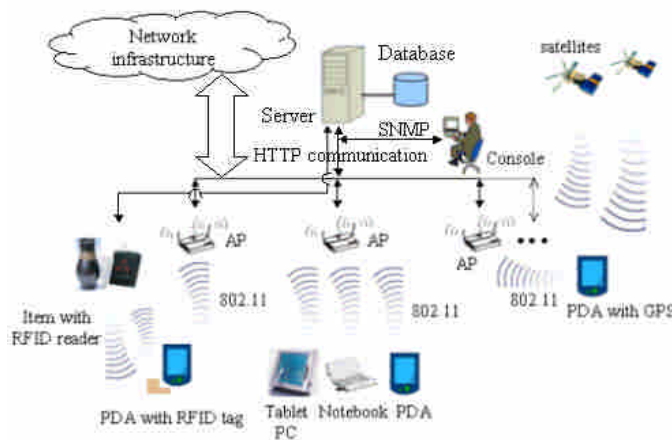 Network
infrastructure
Database
satellites
Server
SNMP
HTTP communication
Console
AP
AP
AP
802.11
802.11
802.11
PDA with GPS
Item with
RFID reader
PDA with RFID tag
Tablet
PC
Notebook
PDA